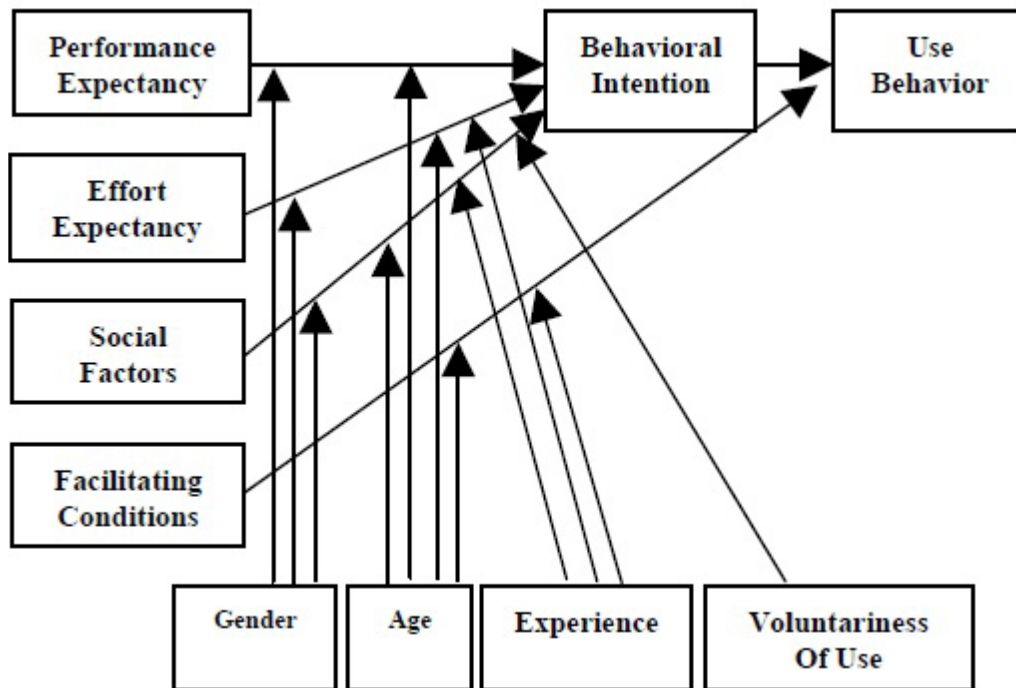 Performance
Expectancy
Behavioral
Intention
Use
Behavior
Effort
Expectancy
Social
Factors
Facilitating
Conditions
Gender
Age
Experience
Voluntariness
Of Use